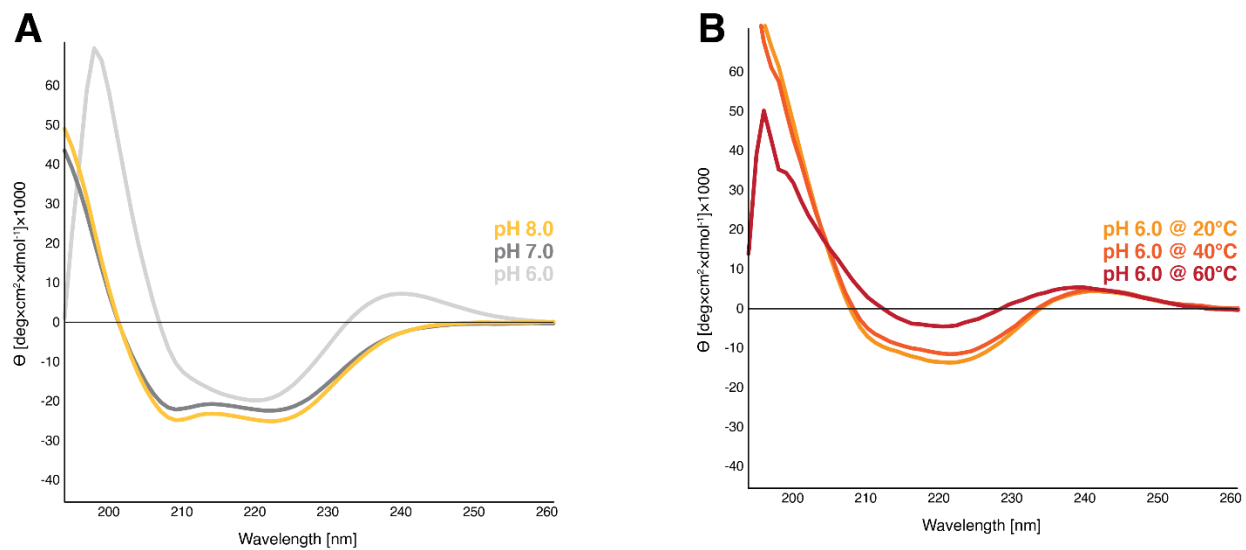 A
60
50
40
30
20
10
0
-10
-20
-30
-40
Θ [deg×cm²×dmol⁻¹]×1000
pH 8.0
pH 7.0
pH 6.0
200 210 220 230 240 250 260
Wavelength [nm]
B
60
50
40
30
20
10
0
-10
-20
-30
-40
Θ [deg×cm²×xdmol⁻¹]×1000
pH 6.0 @ 20°C
pH 6.0 @ 40°C
pH 6.0 @ 60°C
200 210 220 230 240 250 260
Wavelength [nm]